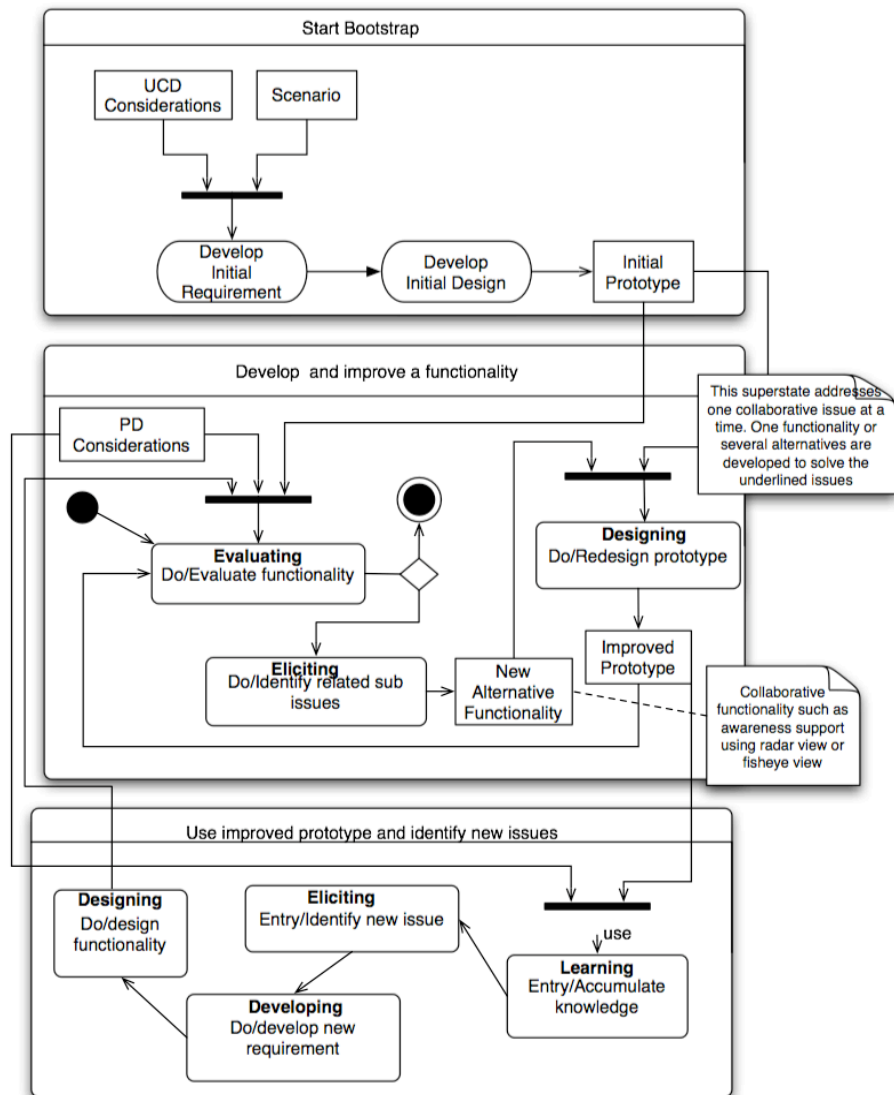 Start Bootstrap
UCD
Considerations
Scenario
Develop
Initial
Requirement
Develop
Initial Design
Initial
Prototype
Develop and improve a functionality
PD
Considerations
This superstate addresses
one collaborative issue at a
time. One functionality or
several alternatives are
developed to solve the
underlined issues
Evaluating
Do/Evaluate functionality
Designing
Do/Redesign prototype
Eliciting
Do/Identify related sub
issues
New
Alternative
Functionality
Improved
Prototype
Collaborative
functionality such as
awareness support
using radar view or
fisheye view
Use improved prototype and identify new issues
Designing
Do/design
functionality
Eliciting
Entry/Identify new issue
use
Learning
Entry/Accumulate
knowledge
Developing
Do/develop new
requirement